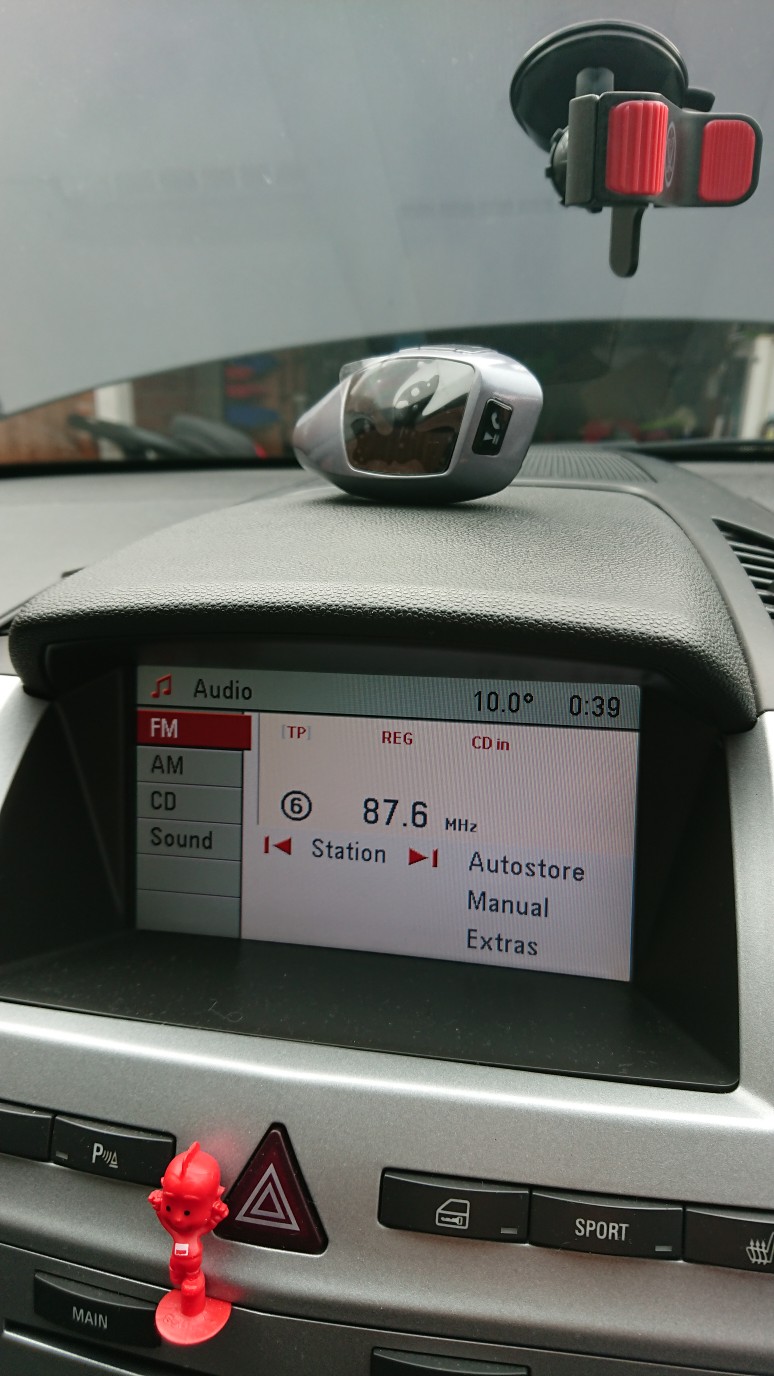 Audio 10.0° 0:39
FM [TP] REG CD in
AM
CD ⑥ 87.6 MHz
Sound Station Autostore
Manual
Extras
P
SPORT
MAIN